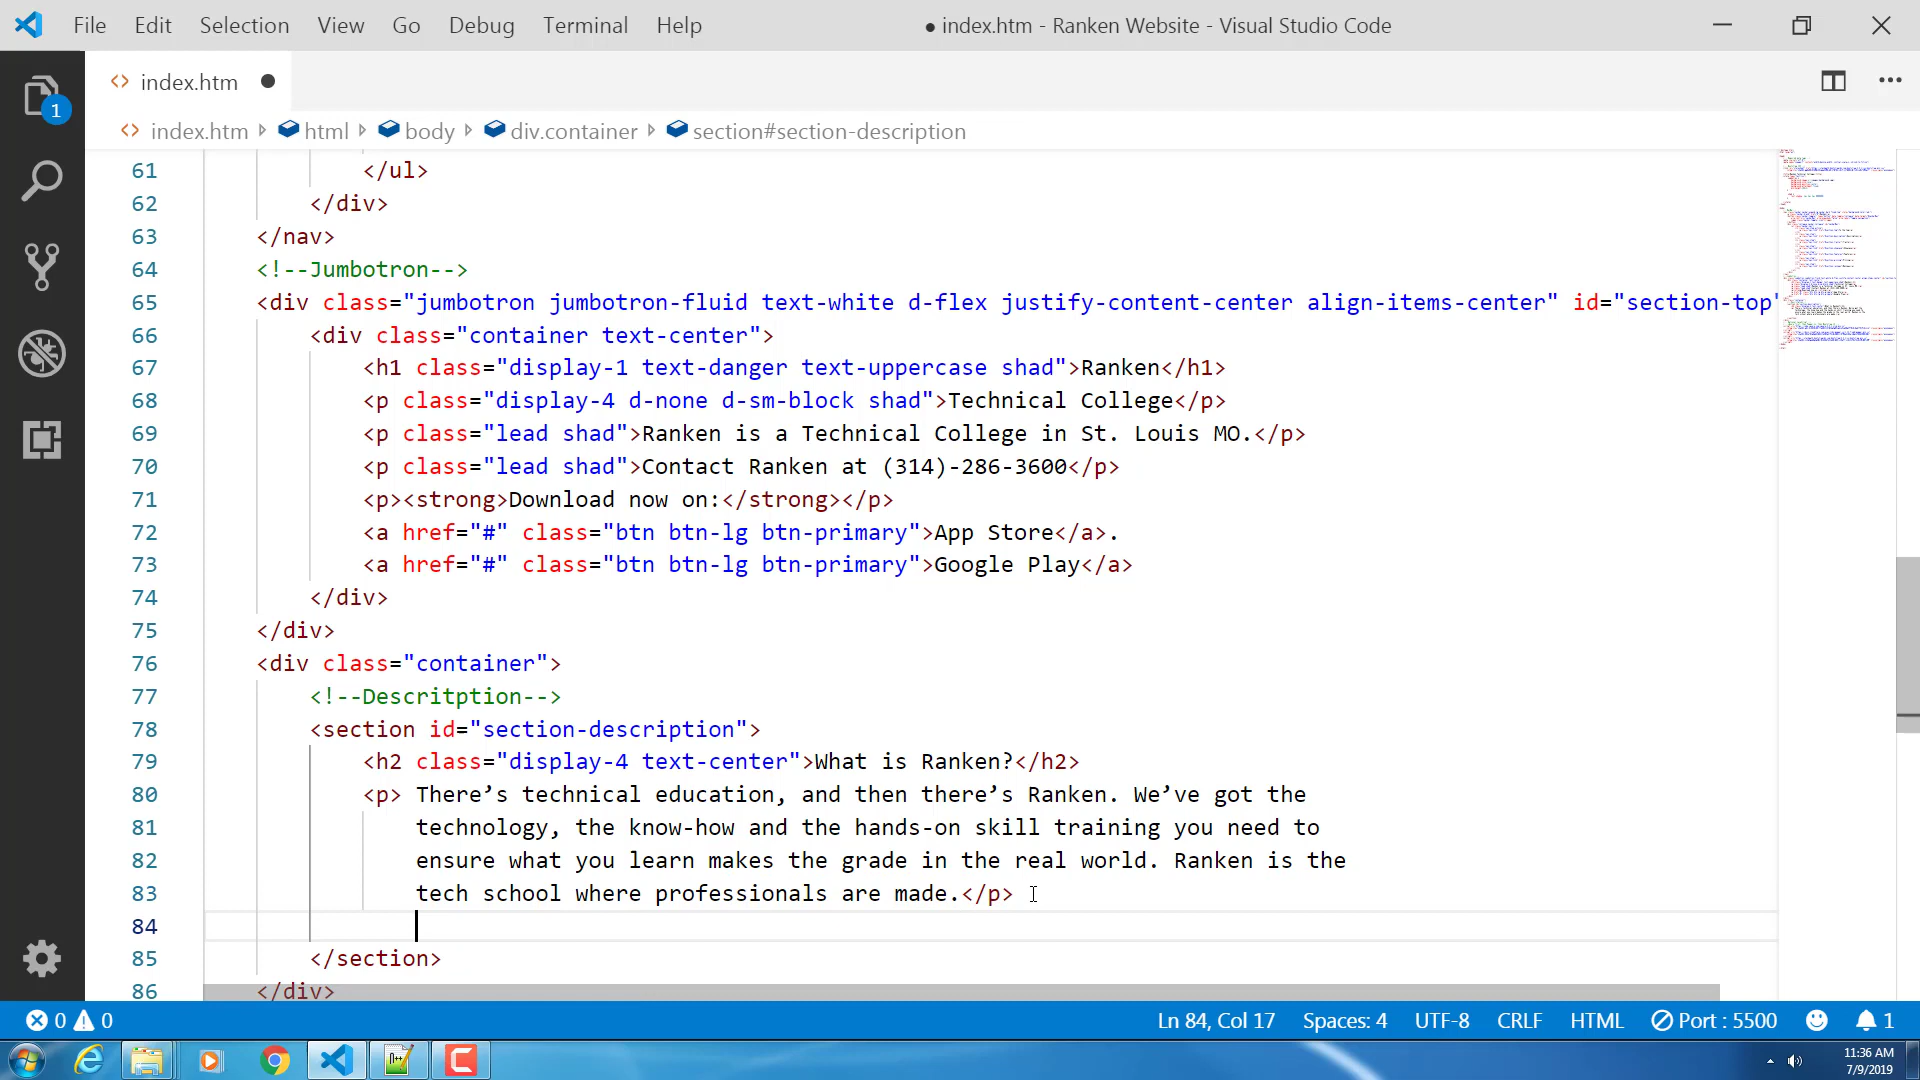 File Edit Selection View Go Debug Terminal Help
● index.htm - Ranken Website - Visual Studio Code
1
<> index.htm ●
<> index.htm html body div.container section#section-description
61 </ul>
62 </div>
63 </nav>
64 <!--Jumbotron-->
65 <div class="jumbotron jumbotron-fluid text-white d-flex justify-content-center align-items-center" id="section-top"
66 <div class="container text-center">
67 <h1 class="display-1 text-danger text-uppercase shad">Ranken</h1>
68 <p class="display-4 d-none d-sm-block shad">Technical College</p>
69 <p class="lead shad">Ranken is a Technical College in St. Louis MO.</p>
70 <p class="lead shad">Contact Ranken at (314)-286-3600</p>
71 <p><strong>Download now on:</strong></p>
72 <a href="#" class="btn btn-lg btn-primary">App Store</a>.
73 <a href="#" class="btn btn-lg btn-primary">Google Play</a>
74 </div>
75 </div>
76 <div class="container">
77 <!--Descritption-->
78 <section id="section-description">
79 <h2 class="display-4 text-center">What is Ranken?</h2>
80 <p> There’s technical education, and then there’s Ranken. We’ve got the
81 technology, the know-how and the hands-on skill training you need to
82 ensure what you learn makes the grade in the real world. Ranken is the
83 tech school where professionals are made.</p>
84
85 </section>
86 </div>
0 0 Ln 84, Col 17 Spaces: 4 UTF-8 CRLF HTML Port : 5500 1
11:36 AM
7/9/2019